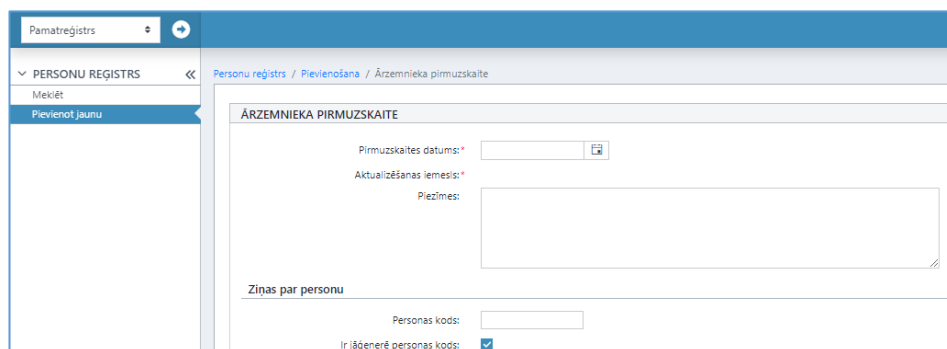 Pamatreģistrs
PERSONU REĢISTRS
Meklēt
Pievienot jaunu
Personu reģistrs / Pievienošana / Ārzemnieka pirmuzskaite
ĀRZEMNIEKA PIRMUZSKAITE
Pirmuzskaites datums:*
Aktualizēšanas iemesls:*
Piezīmes:
Ziņas par personu
Personas kods:
Ir jāģenerē personas kods: